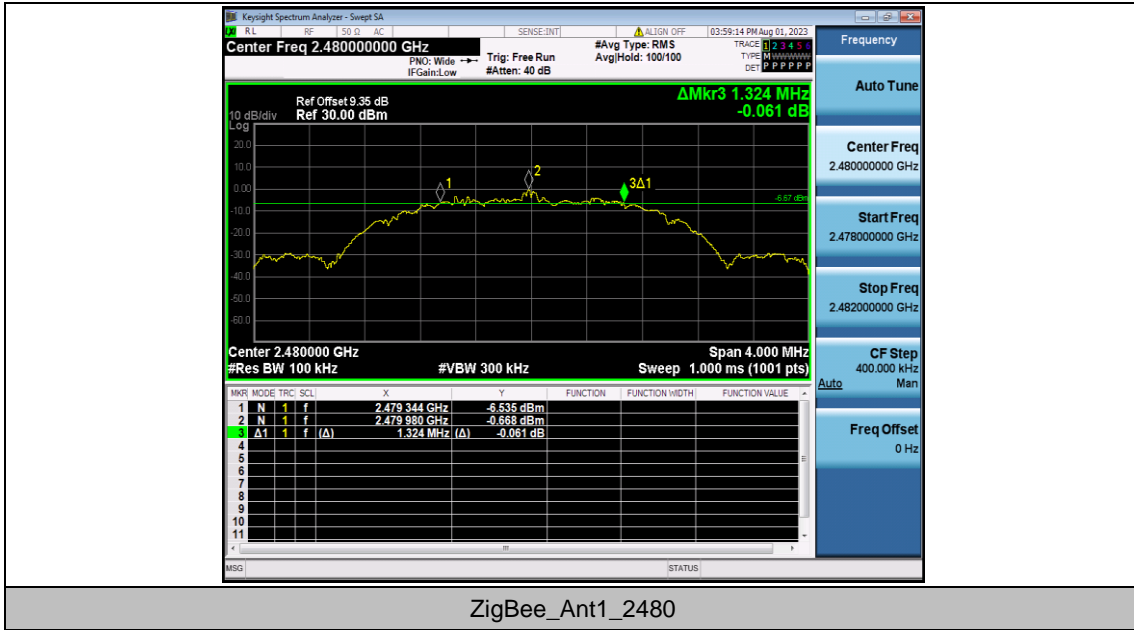 Keysight Spectrum Analyzer - Swept SA
RL RF 50 Ω AC SENSE:INT ALIGN OFF 03:59:14 PM Aug 01, 2023
Center Freq 2.480000000 GHz
PNO: Wide
IFGain:Low
Trig: Free Run
#Atten: 40 dB
#Avg Type: RMS
Avg|Hold: 100/100
TRACE 1 2 3 4 5 6
TYPE M WWWWW
DET P P P P P P
Ref Offset 9.35 dB
10 dB/div Ref 30.00 dBm
Log
ΔMkr3 1.324 MHz
-0.061 dB
20.0
10.0
0.00
-10.0
-20.0
-30.0
-40.0
-50.0
-60.0
1
2
3Δ1
-6.67 dBm
Center 2.480000 GHz Span 4.000 MHz
#Res BW 100 kHz #VBW 300 kHz Sweep 1.000 ms (1001 pts)
MKR MODE TRC SCL X Y FUNCTION FUNCTION WIDTH FUNCTION VALUE
1 N 1 f 2.479 344 GHz -6.535 dBm
2 N 1 f 2.479 980 GHz -0.668 dBm
3 Δ1 1 f (Δ) 1.324 MHz (Δ) -0.061 dB
4
5
6
7
8
9
10
11
MSG STATUS
Frequency
Auto Tune
Center Freq
2.480000000 GHz
Start Freq
2.478000000 GHz
Stop Freq
2.482000000 GHz
CF Step
400.000 kHz
Auto Man
Freq Offset
0 Hz
ZigBee_Ant1_2480